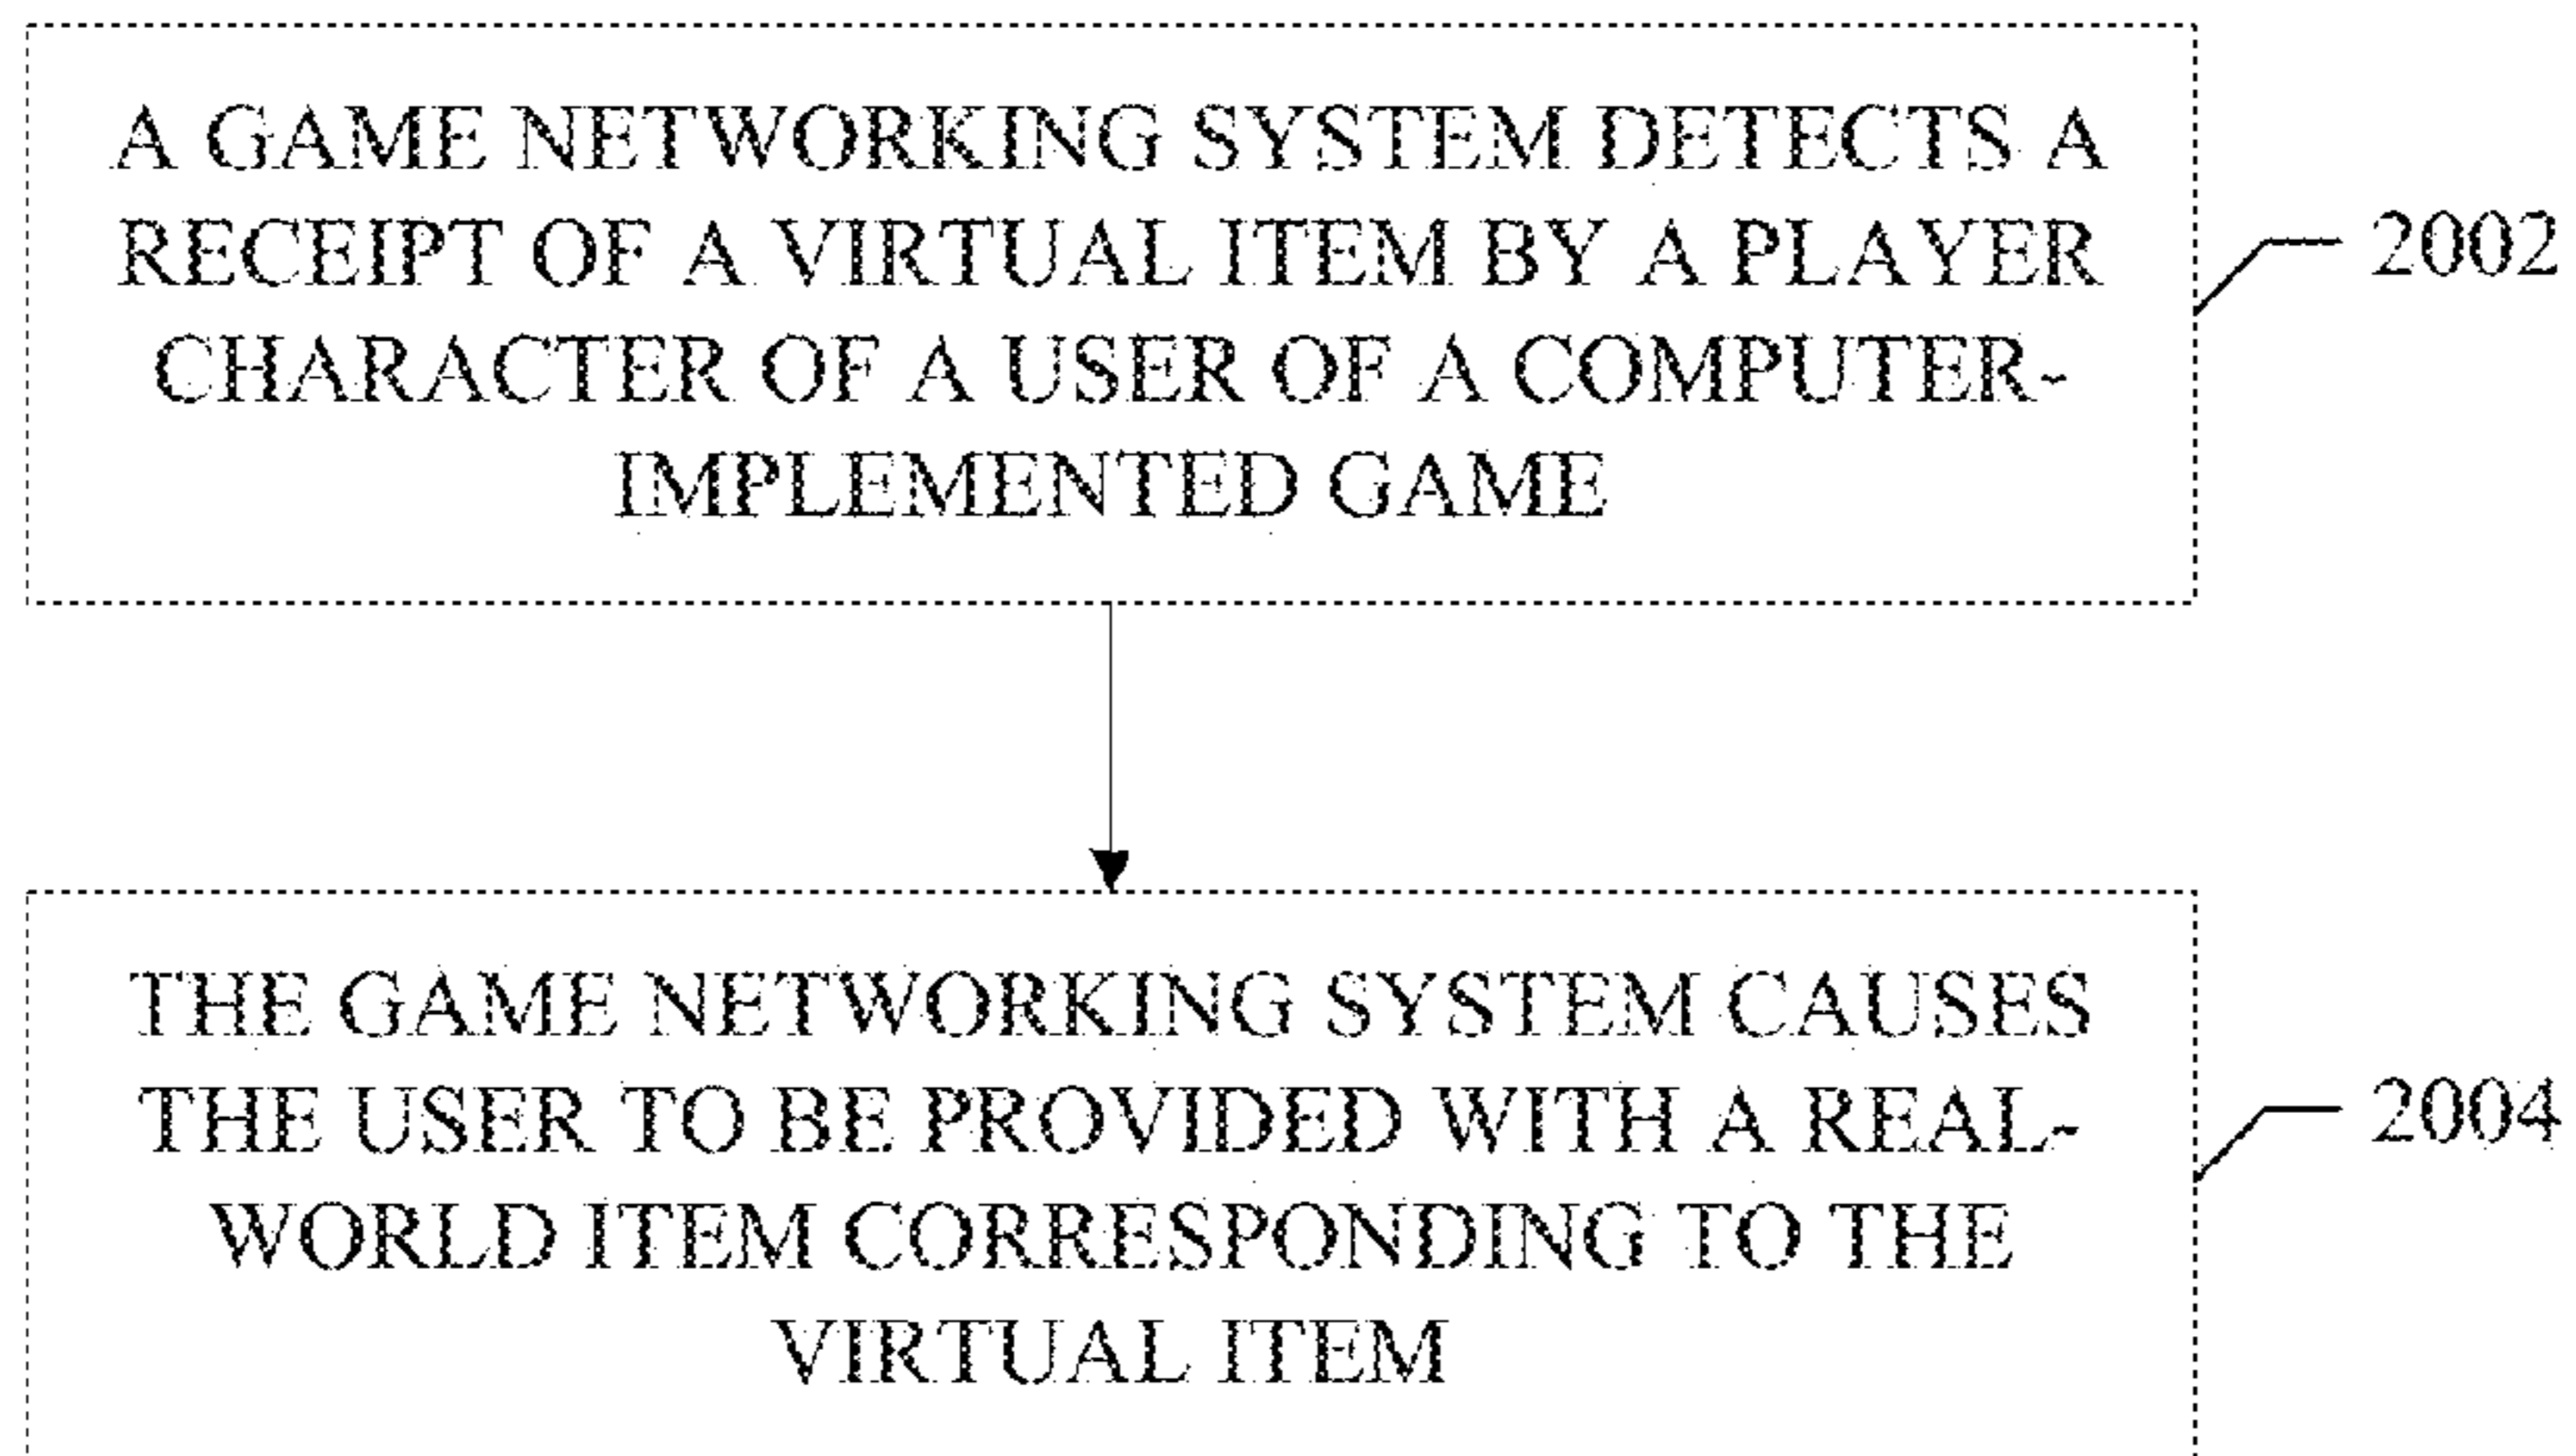 A GAME NETWORKING SYSTEM DETECTS A
RECEIPT OF A VIRTUAL ITEM BY A PLAYER
CHARACTER OF A USER OF A COMPUTER-
IMPLEMENTED GAME
2002
THE GAME NETWORKING SYSTEM CAUSES
THE USER TO BE PROVIDED WITH A REAL-
WORLD ITEM CORRESPONDING TO THE
VIRTUAL ITEM
2004